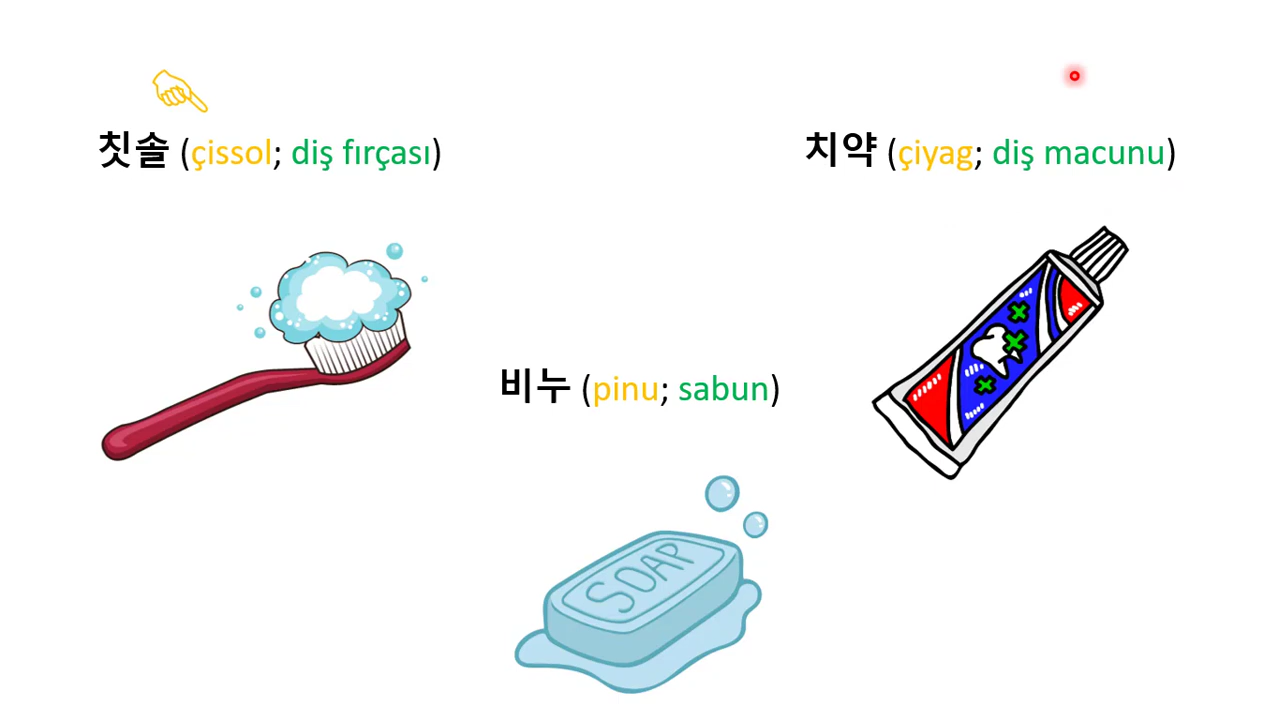 칫솔 (çissol; diş fırçası)
치약 (çiyag; diş macunu)
비누 (pinu; sabun)
SOAP